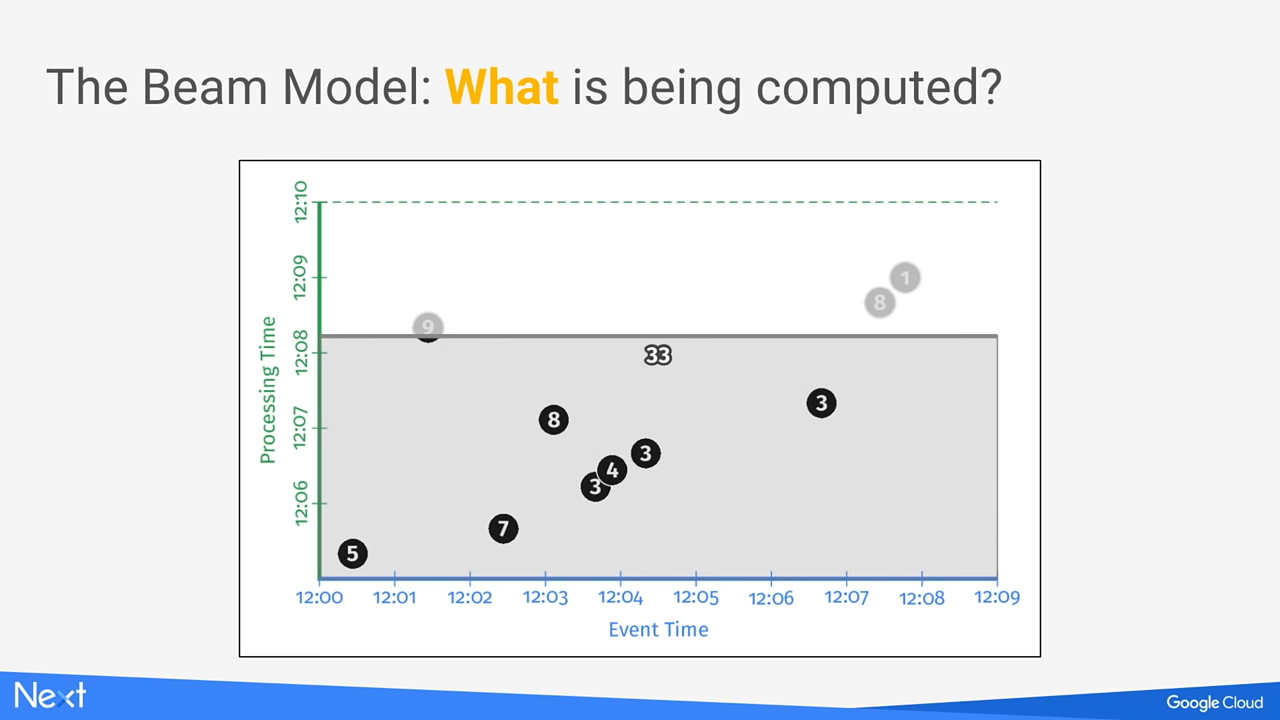 The Beam Model: What is being computed?
12:10
12:09
12:08
12:07
12:06
Processing Time
1
8
9
33
3
8
3
4
3
7
5
12:00 12:01 12:02 12:03 12:04 12:05 12:06 12:07 12:08 12:09
Event Time
Next
Google Cloud